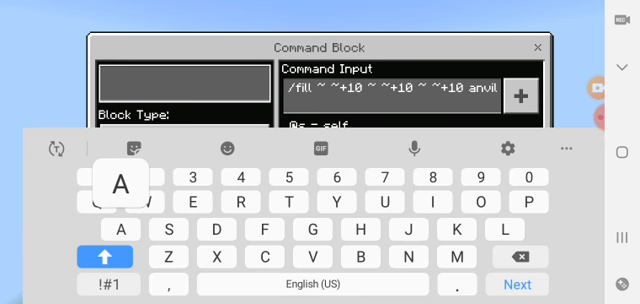 Command Block
×
Command Input
/fill ~ ~+10 ~ ~+10 ~ ~+10 anvil
+
Block Type:
@s = self
GIF
A
3 4 5 6 7 8 9 0
E R T Y U I O P
A S D F G H J K L
Z X C V B N M
!#1 , English (US) . Next